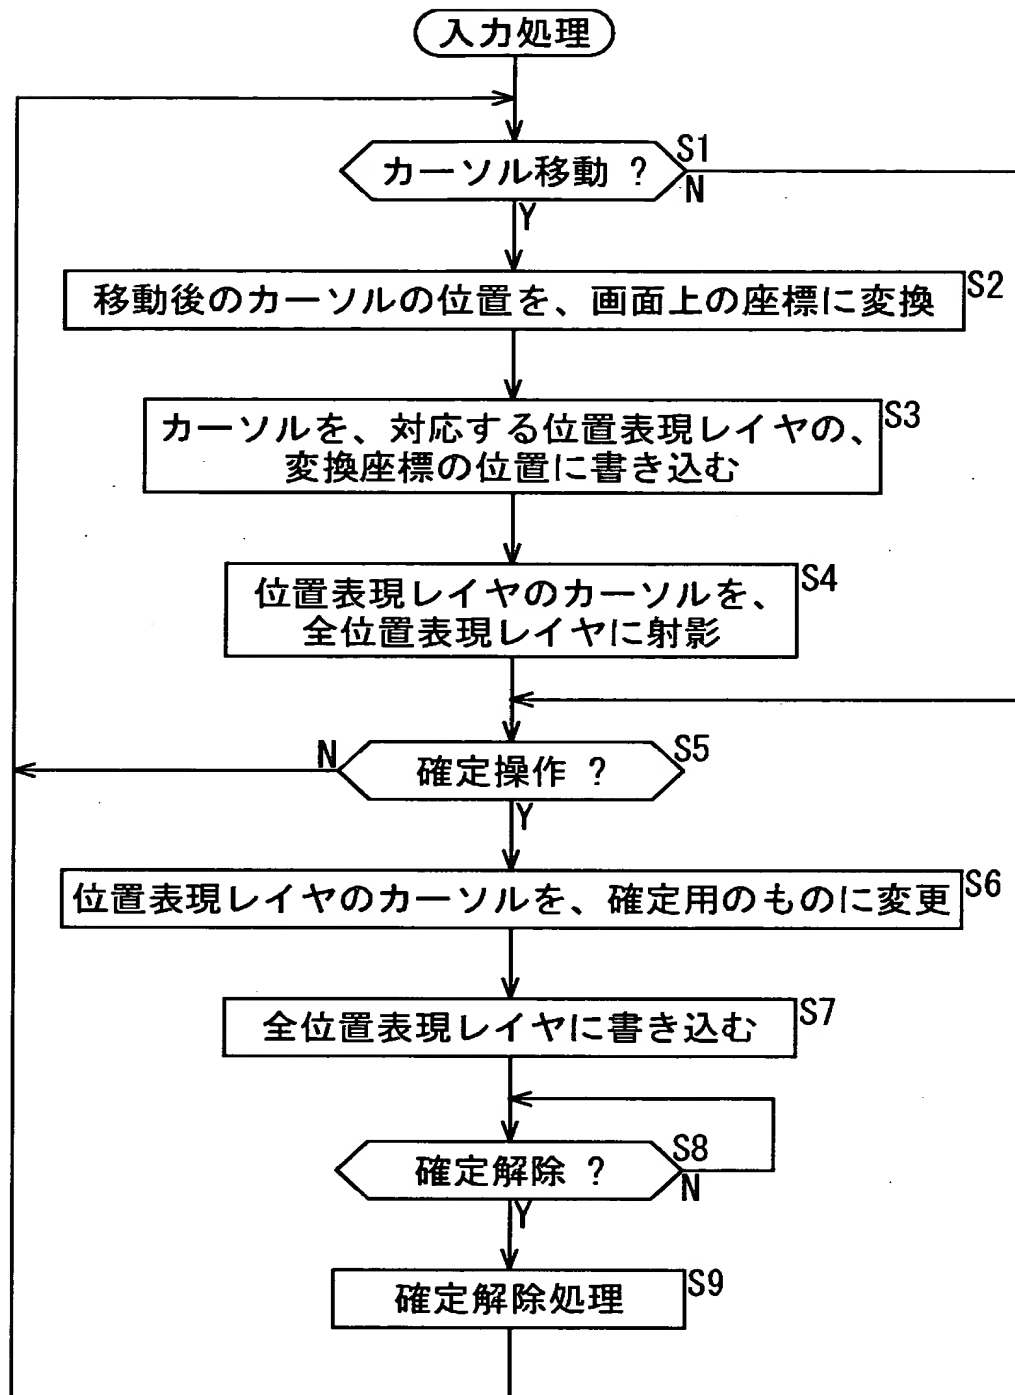 入力処理
カーソル移動 ?
S1
N
Y
移動後のカーソルの位置を、画面上の座標に変換
S2
カーソルを、対応する位置表現レイヤの、
変換座標の位置に書き込む
S3
位置表現レイヤのカーソルを、
全位置表現レイヤに射影
S4
N
確定操作 ?
S5
Y
位置表現レイヤのカーソルを、確定用のものに変更
S6
全位置表現レイヤに書き込む
S7
確定解除 ?
S8
N
Y
確定解除処理
S9